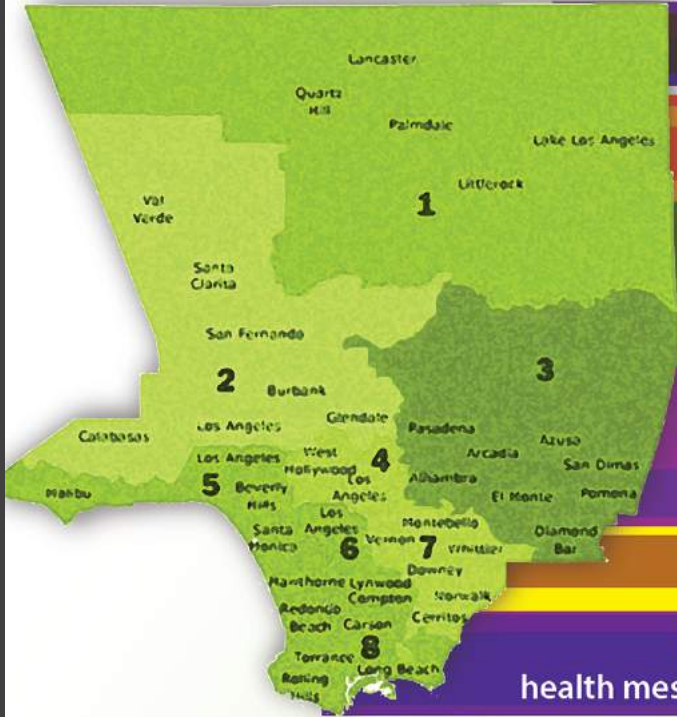 Lancaster
Quartz
Hill
Palmdale
Lake Los Angeles
Littlerock
1
Val
Verde
Santa
Clarita
San Fernando
2
Burbank
3
Glendale
Calabasas
Los Angeles
Pasadena
Azusa
Arcadia
San Dimas
Los Angeles
West
Hollywood
4
Los
Angeles
Alhambra
El Monte
Pomona
Malibu
5
Beverly
Hills
Los
Angeles
Montebello
Diamond
Bar
Santa
Monica
6
Vernon
7
Whittier
Downey
Hawthorne
Lynwood
Compton
Norwalk
Redondo
Beach
Carson
Cerritos
8
Torrance
Long Beach
Rolling
Hills
health mes